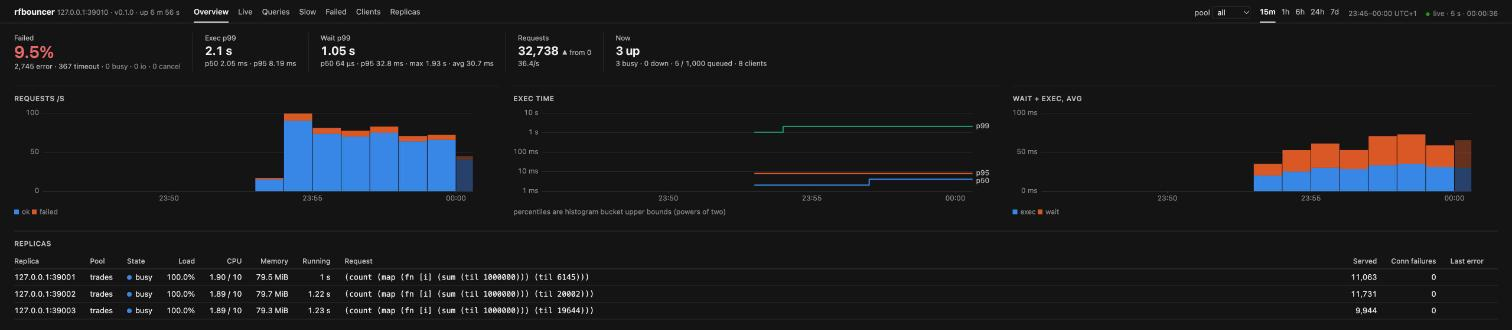 rfbouncer 127.0.0.1:39010 · v0.1.0 · up 6 m 56 s Overview Live Queries Slow Failed Clients Replicas pool all 15m 1h 6h 24h 7d 23:45–00:00 UTC+1 live · 5 s · 00:00:36
Failed Exec p99 Wait p99 Requests Now
9.5% 2.1 s 1.05 s 32,738 ▲ from 0 3 up
2,745 error · 367 timeout · 0 busy · 0 io · 0 cancel p50 2.05 ms · p95 8.19 ms p50 64 µs · p95 32.8 ms · max 1.93 s · avg 30.7 ms 36.4/s 3 busy · 0 down · 5 / 1,000 queued · 8 clients
REQUESTS /S
100
50
0
23:50 23:55 00:00
ok failed
EXEC TIME
10 s
1 s
100 ms
10 ms
1 ms
p99
p95
p50
23:50 23:55 00:00
percentiles are histogram bucket upper bounds (powers of two)
WAIT + EXEC, AVG
100 ms
50 ms
0 ms
23:50 23:55 00:00
exec wait
REPLICAS
Replica Pool State Load CPU Memory Running Request Served Conn failures Last error
127.0.0.1:39001 trades busy 100.0% 1.90 / 10 79.5 MiB 1 s (count (map (fn [i] (sum (til 1000000))) (til 6145))) 11,063 0
127.0.0.1:39002 trades busy 100.0% 1.89 / 10 79.7 MiB 1.22 s (count (map (fn [i] (sum (til 1000000))) (til 20002))) 11,731 0
127.0.0.1:39003 trades busy 100.0% 1.89 / 10 79.3 MiB 1.23 s (count (map (fn [i] (sum (til 1000000))) (til 19644))) 9,944 0